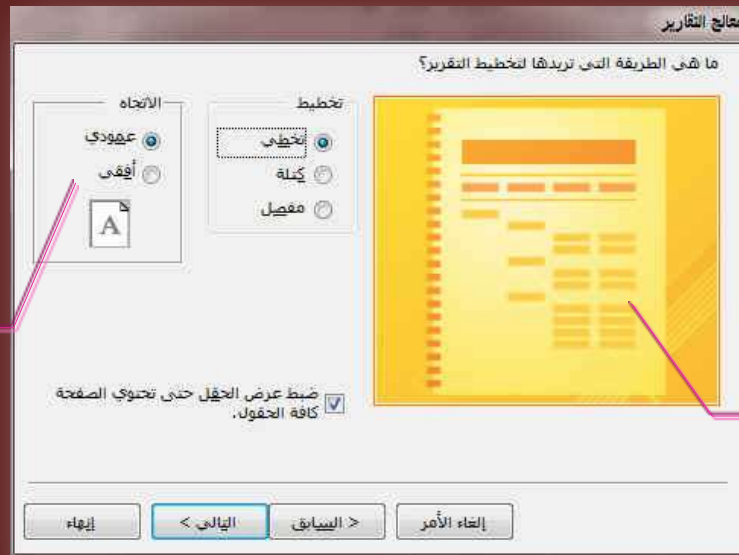 معالج التقارير
ما هي الطريقة التي تريدها لتخطيط التقرير؟
تخطيط
تخطي
كتلة
مفصل
الاتجاه
عمودي
أفقي
A
ضبط عرض الحقل حتى تحتوي الصفحة
كافة الحقول.
إلغاء الأمر
< السابق
التالي >
إنهاء